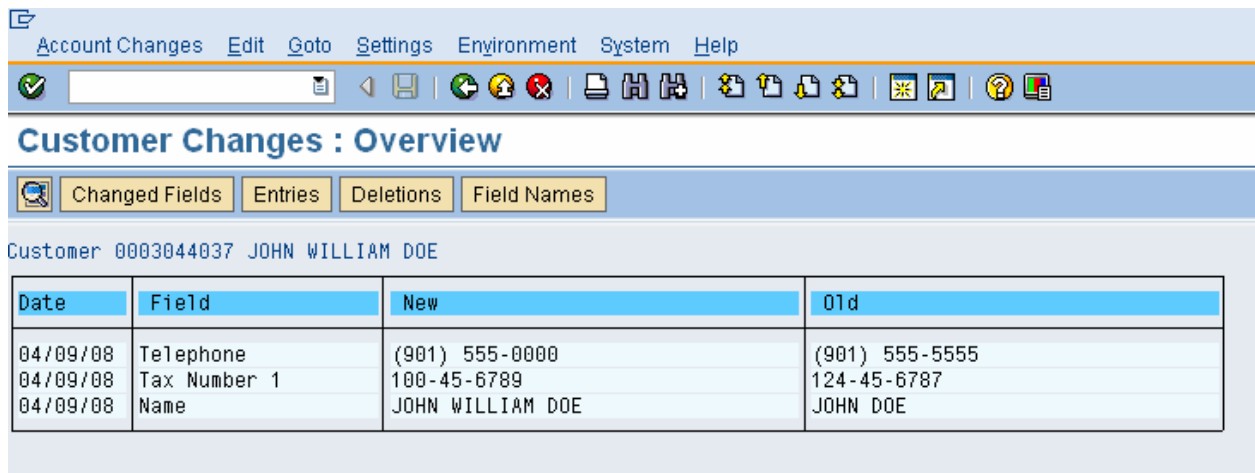 Account Changes Edit Goto Settings Environment System Help
Customer Changes : Overview
Changed Fields Entries Deletions Field Names
Customer 0003044037 JOHN WILLIAM DOE
Date Field New Old
04/09/08 Telephone (901) 555-0000 (901) 555-5555
04/09/08 Tax Number 1 100-45-6789 124-45-6787
04/09/08 Name JOHN WILLIAM DOE JOHN DOE